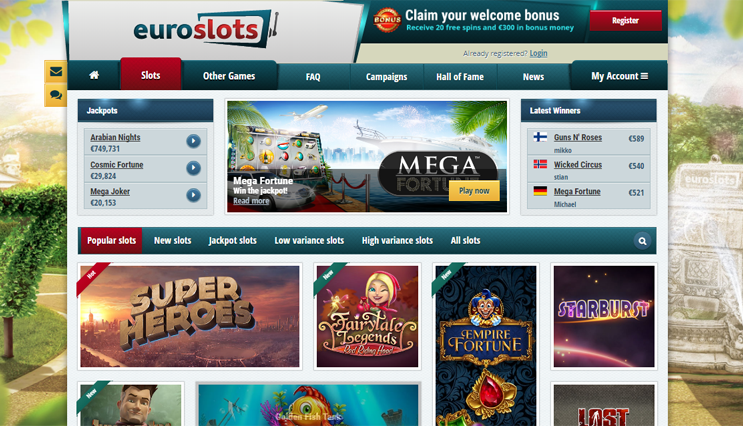 euroslots
BONUS
Claim your welcome bonus
Receive 20 free spins and €300 in bonus money
Register
Already registered? Login
Slots
Other Games
FAQ
Campaigns
Hall of Fame
News
My Account
Jackpots
Arabian Nights
€749,731
Cosmic Fortune
€29,824
Mega Joker
€20,153
MEGA
FORTUNE
Mega Fortune
Win the jackpot!
Read more
Play now
Latest Winners
Guns N' Roses €589
mikko
Wicked Circus €540
stian
Mega Fortune €521
Michael
euroslots
Popular slots
New slots
Jackpot slots
Low variance slots
High variance slots
All slots
Hot
SUPER
HEROES
New
Fairytale
Legends
Red Riding Hood
New
EMPIRE
FORTUNE
STARBURST
New
Golden Fish Tank
LOST